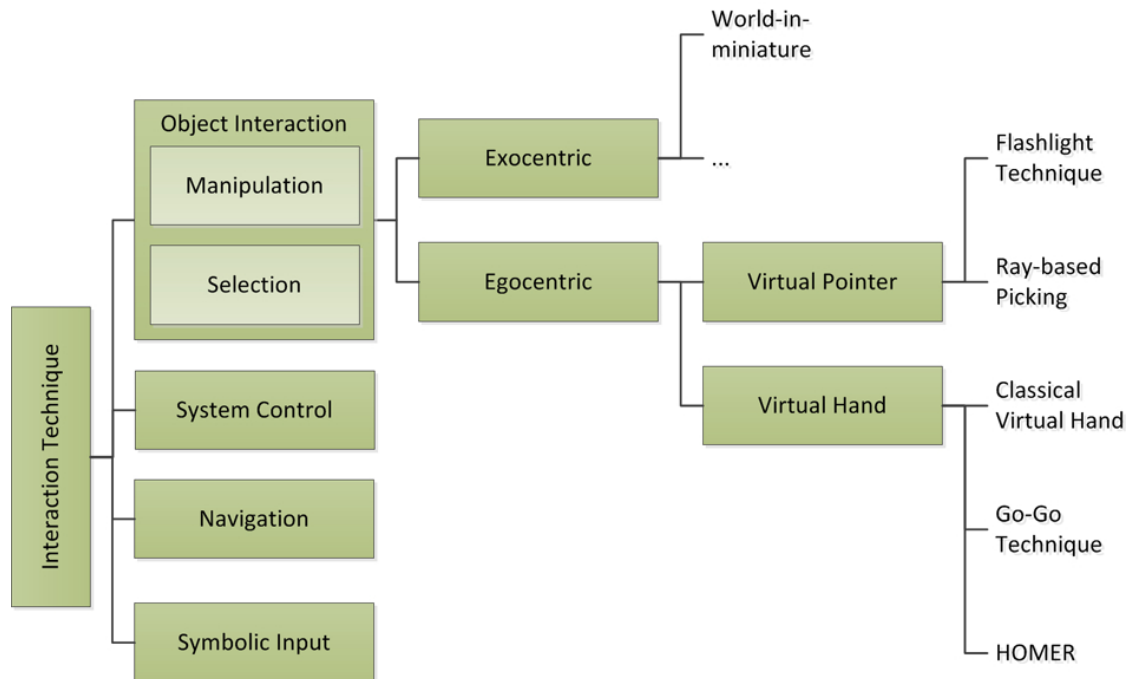 Interaction Technique
Object Interaction
Manipulation
Selection
System Control
Navigation
Symbolic Input
Exocentric
Egocentric
World-in-
miniature
...
Virtual Pointer
Virtual Hand
Flashlight
Technique
Ray-based
Picking
Classical
Virtual Hand
Go-Go
Technique
HOMER